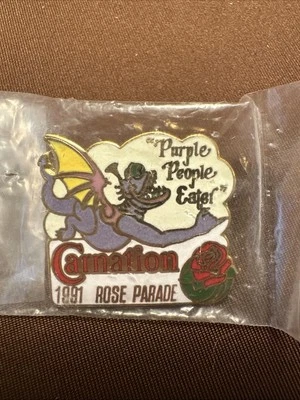 "Purple
People
Eater"
Carnation
1991 ROSE PARADE